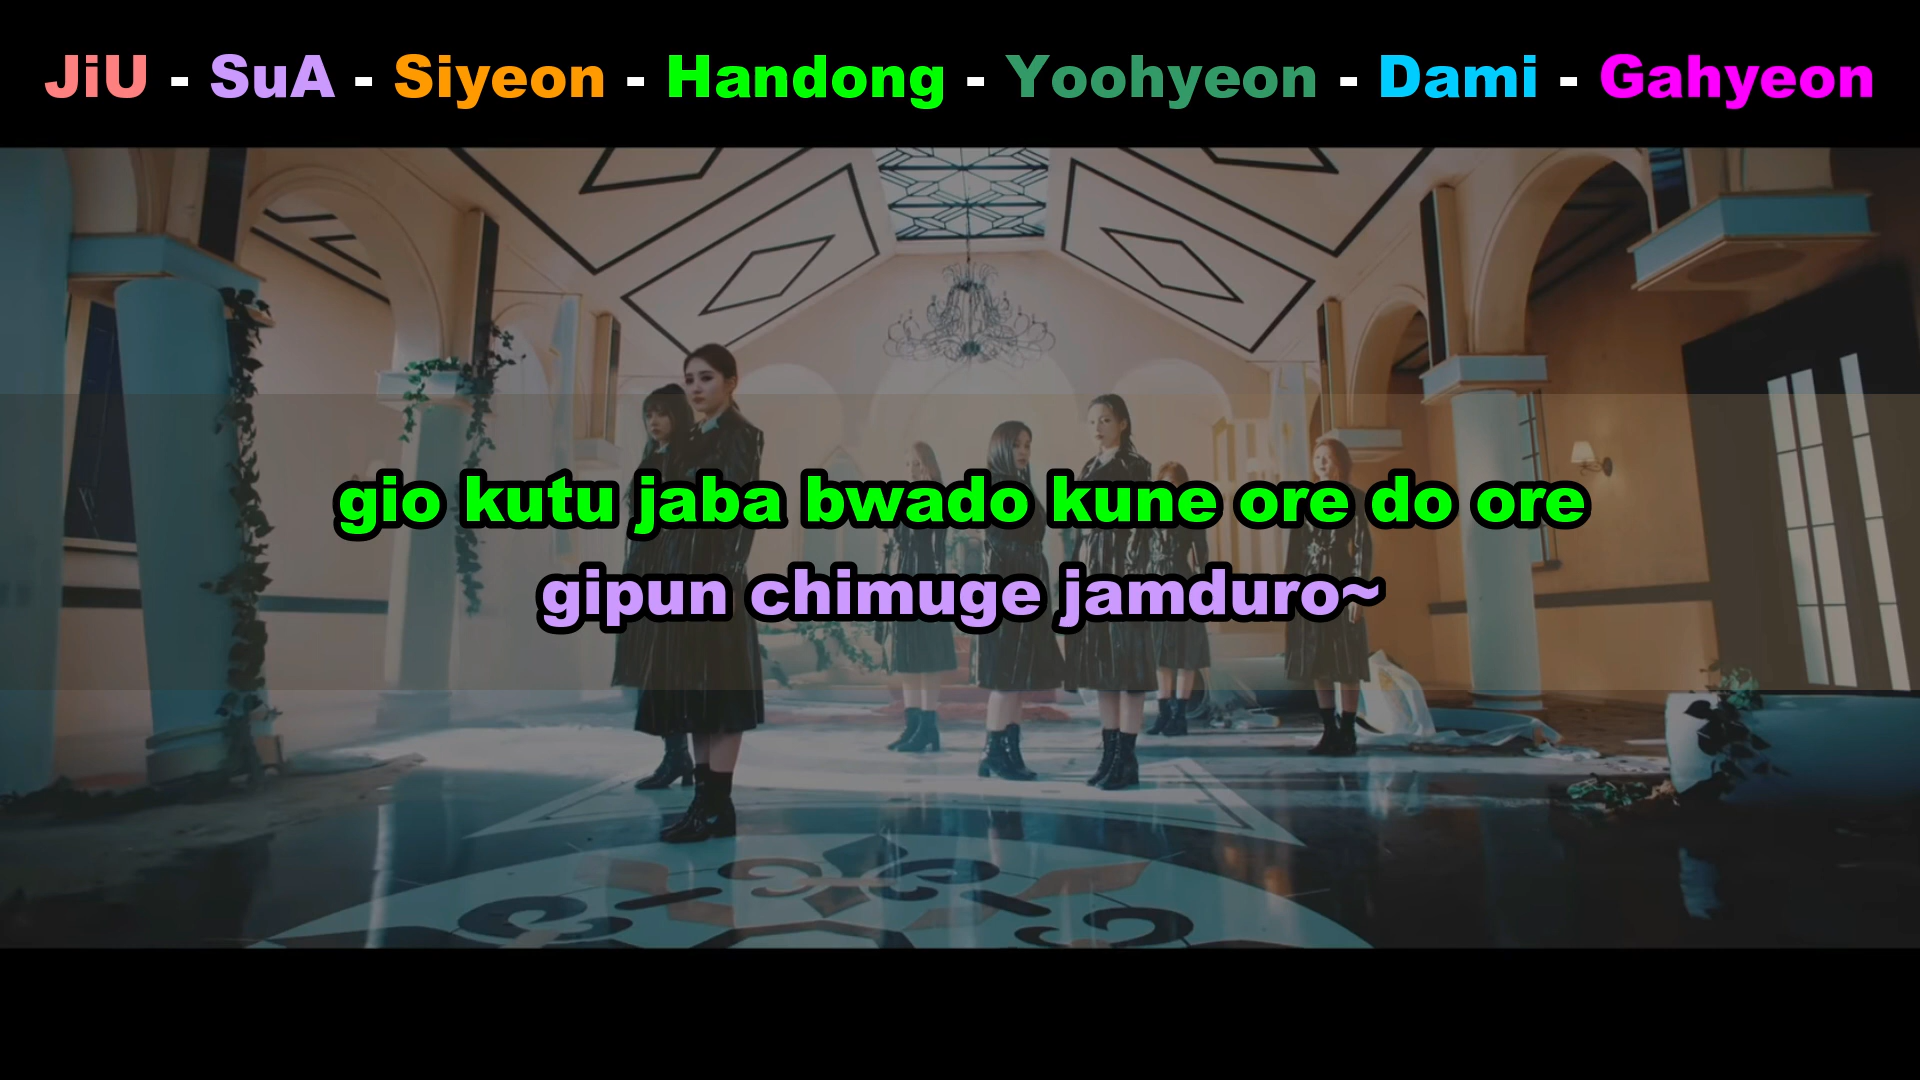 JiU - SuA - Siyeon - Handong - Yoohyeon - Dami - Gahyeon
gio kutu jaba bwado kune ore do ore
gipun chimuge jamduro~